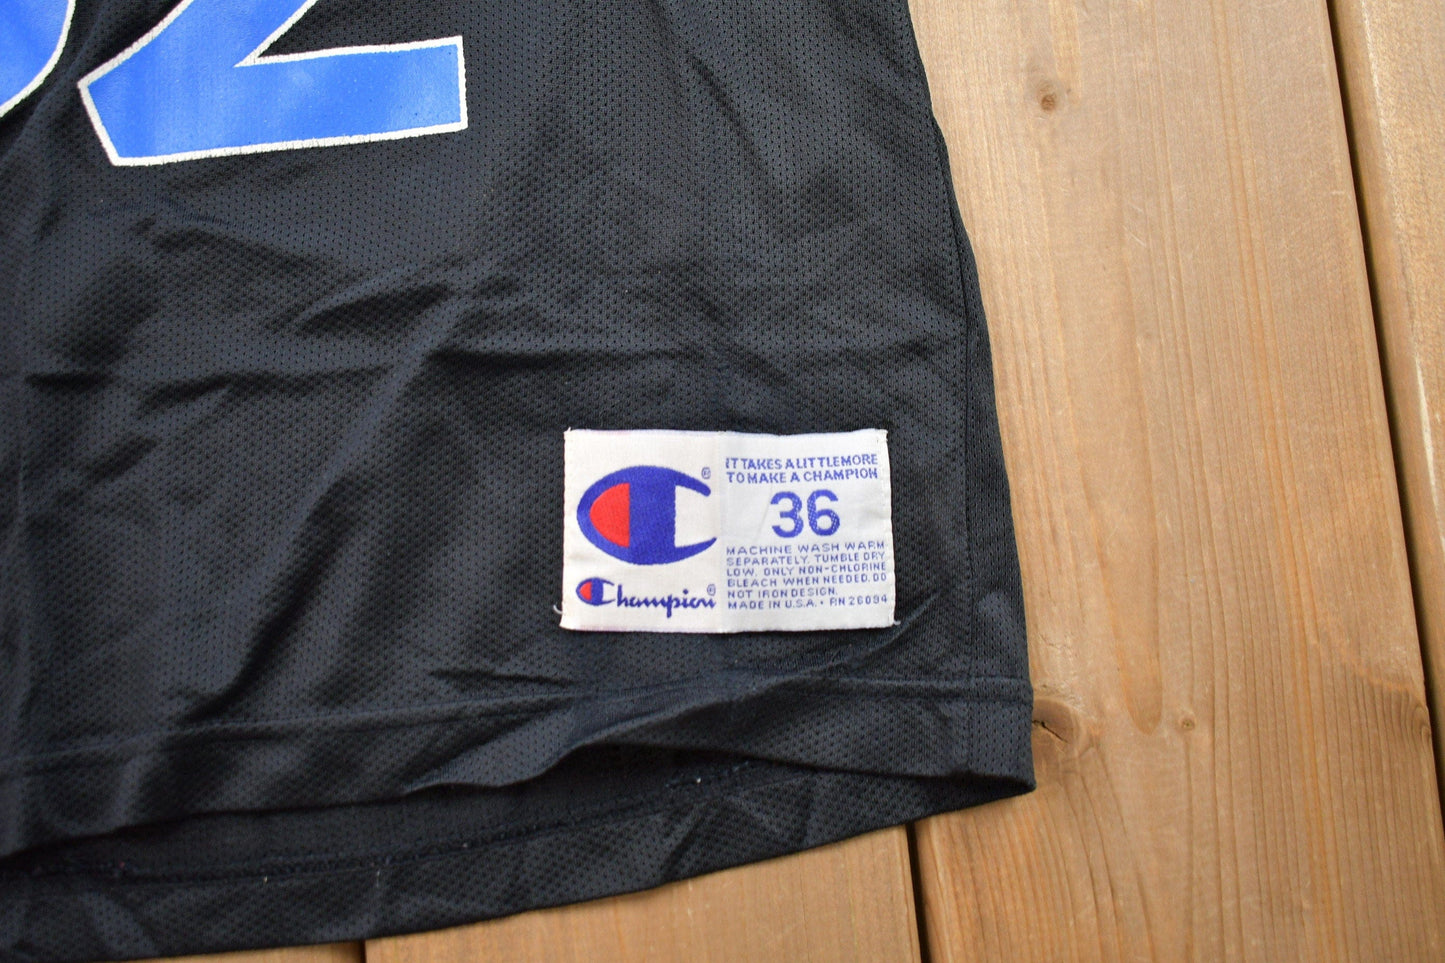 2
IT TAKES A LITTLE MORE
TO MAKE A CHAMPION
36
MACHINE WASH WARM
SEPARATELY, TUMBLE DRY
LOW. ONLY NON-CHLORINE
BLEACH WHEN NEEDED. DO
NOT IRON DESIGN.
MADE IN U.S.A. • RN 26094
C®
Champion®